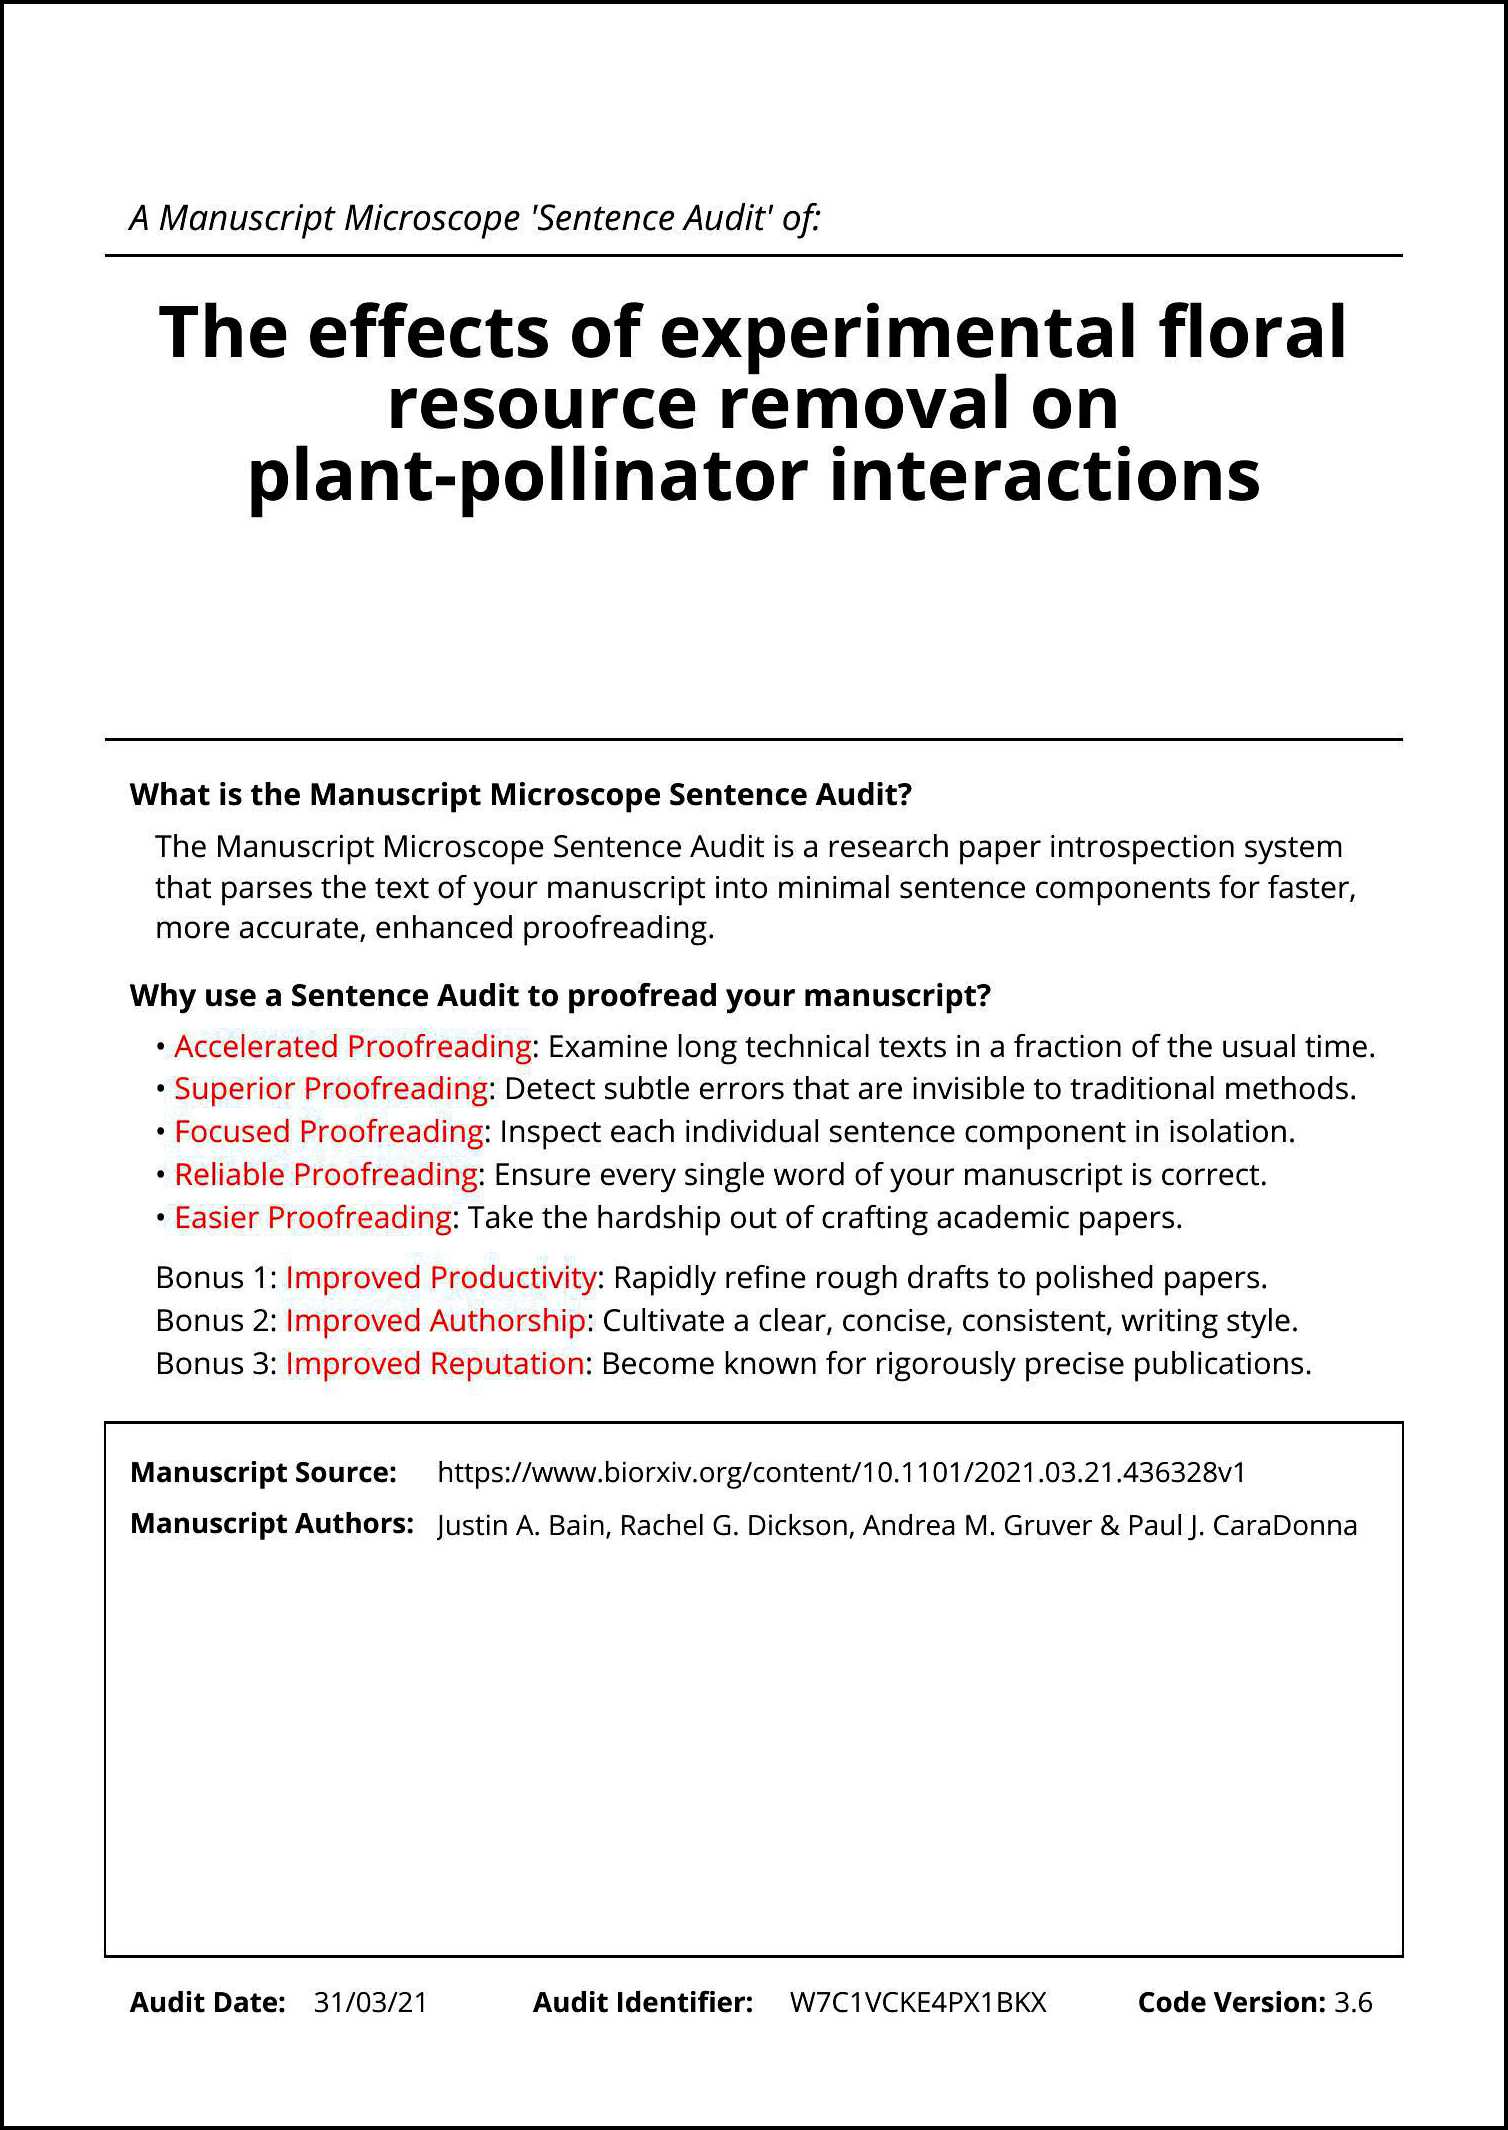 A Manuscript Microscope 'Sentence Audit' of:
The effects of experimental floral
resource removal on
plant-pollinator interactions
What is the Manuscript Microscope Sentence Audit?
The Manuscript Microscope Sentence Audit is a research paper introspection system
that parses the text of your manuscript into minimal sentence components for faster,
more accurate, enhanced proofreading.
Why use a Sentence Audit to proofread your manuscript?
• Accelerated Proofreading: Examine long technical texts in a fraction of the usual time.
• Superior Proofreading: Detect subtle errors that are invisible to traditional methods.
• Focused Proofreading: Inspect each individual sentence component in isolation.
• Reliable Proofreading: Ensure every single word of your manuscript is correct.
• Easier Proofreading: Take the hardship out of crafting academic papers.
Bonus 1: Improved Productivity: Rapidly refine rough drafts to polished papers.
Bonus 2: Improved Authorship: Cultivate a clear, concise, consistent, writing style.
Bonus 3: Improved Reputation: Become known for rigorously precise publications.
Manuscript Source: https://www.biorxiv.org/content/10.1101/2021.03.21.436328v1
Manuscript Authors: Justin A. Bain, Rachel G. Dickson, Andrea M. Gruver & Paul J. CaraDonna
Audit Date: 31/03/21 Audit Identifier: W7C1VCKE4PX1BKX Code Version: 3.6